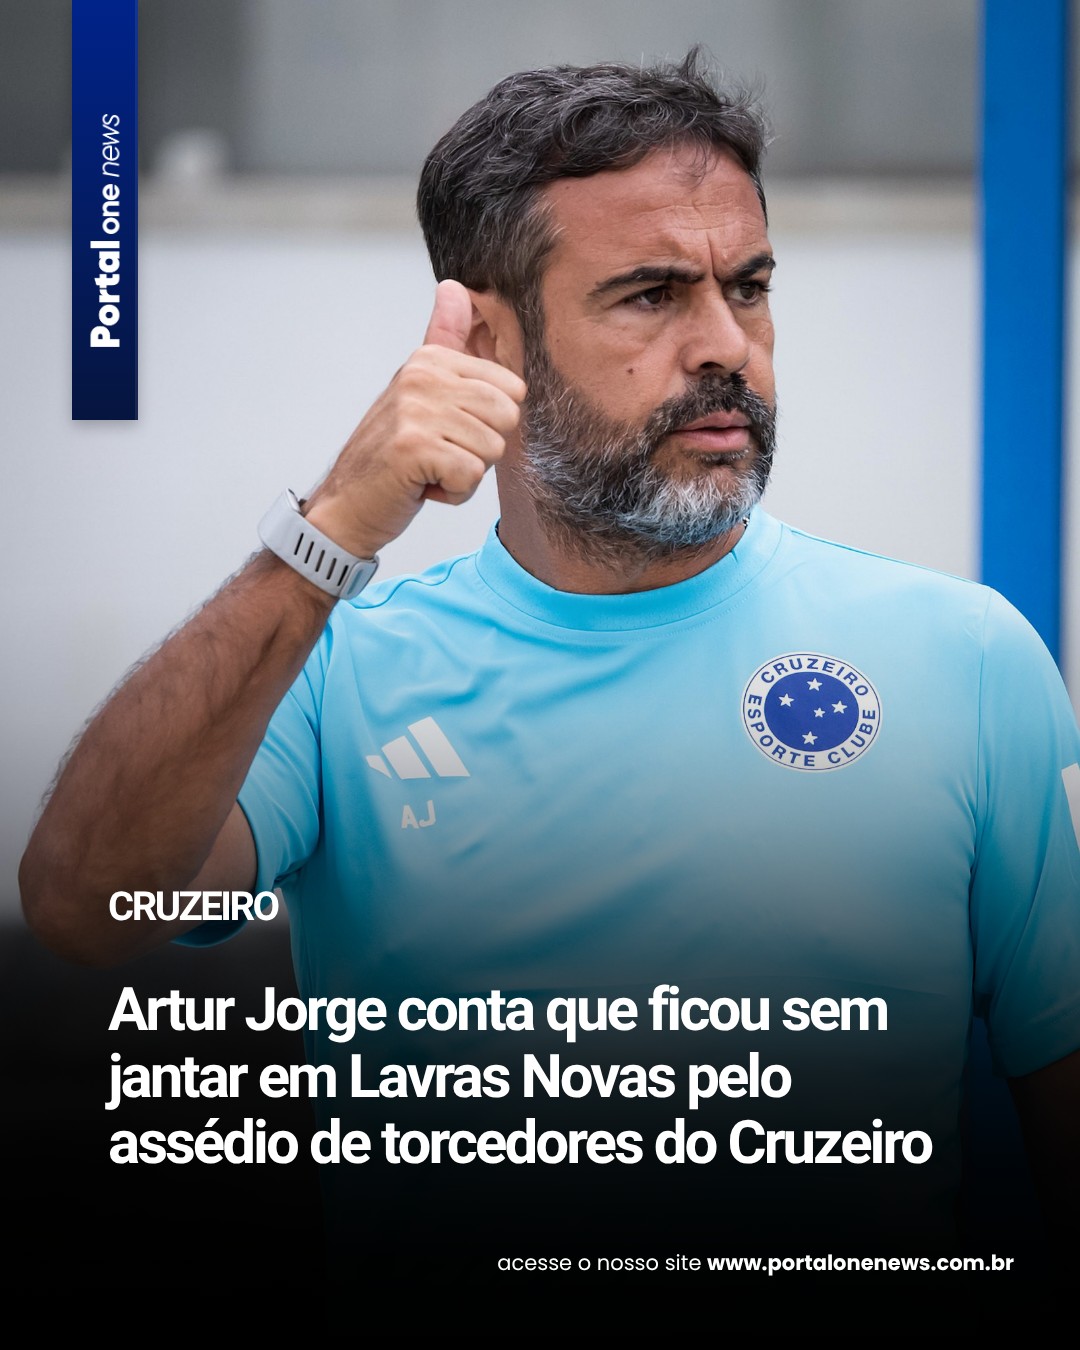 Portal one news
CRUZEIRO ESPORTE CLUBE
AJ
CRUZEIRO
Artur Jorge conta que ficou sem
jantar em Lavras Novas pelo
assédio de torcedores do Cruzeiro
acesse o nosso site www.portalonenews.com.br